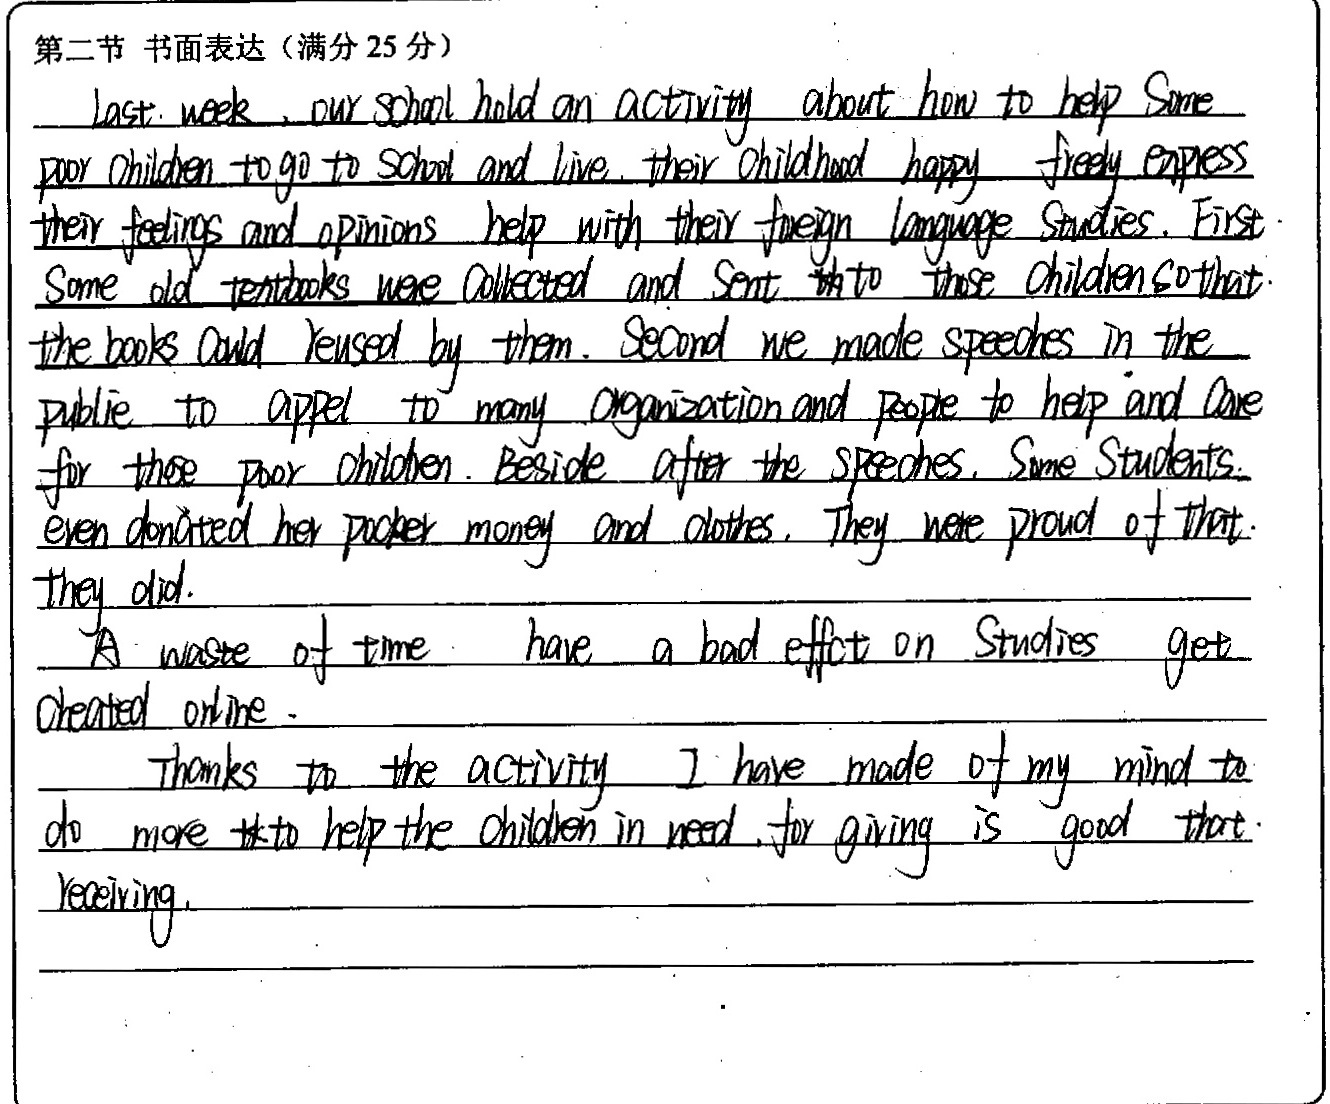 第二节 书面表达（满分 25 分）
Last week, our school hold an activity about how to help Some
poor children to go to School and live their childhood happy freely express
their feelings and opinions help with their foreign language studies. First
Some old textbooks were Collected and Sent to those children so that
the books Could reused by them. Second we made speeches in the
publie to appel to many Organization and people to help and Care
for these poor children. Beside after the speeches, Some Students
even donated her pocker money and clothes. They were proud of that
they did.
A waste of time have a bad effct on Studies get
Cheated online.
Thanks to the activity I have made of my mind to
do more to help the children in need, for giving is good that
receiving.